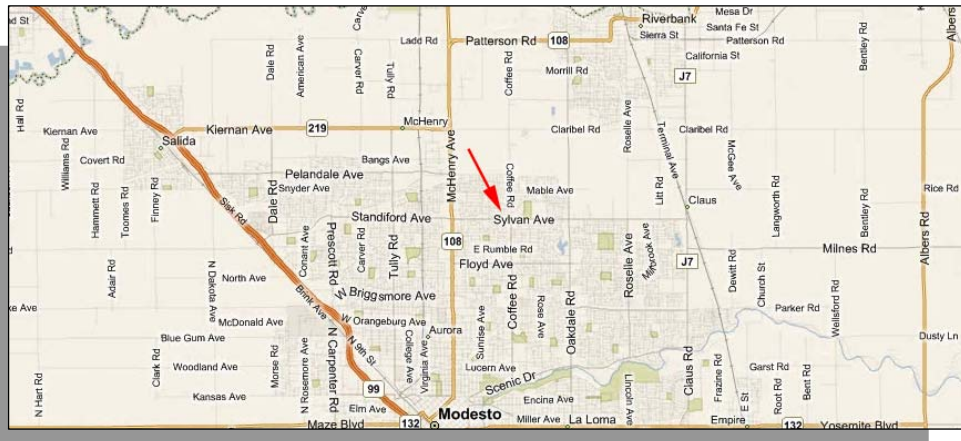 Mesa Dr
Riverbank
Santa Fe St
Sierra St
Ladd Rd
Patterson Rd
108
Patterson Rd
California St
Albers
Bentley Rd
Dale Rd
American Ave
Carver Rd
Tully Rd
Coffee Rd
Morrill Rd
J7
Hall Rd
Kiernan Ave
Kiernan Ave
219
McHenry
Claribel Rd
Roselle Ave
Terminal Ave
Claribel Rd
Salida
McHenry Ave
McGee Ave
Covert Rd
Williams Rd
Bangs Ave
Pelandale Ave
Snyder Ave
Coffee Rd
Mable Ave
Litt Rd
Langworth Rd
Bentley Rd
Rice Rd
Hammett Rd
Toomes Rd
Finney Rd
Sisk Rd
Dale Rd
Claus
Standiford Ave
Sylvan Ave
Albers Rd
Conant Ave
Prescott Rd
Carver Rd
Tully Rd
108
E Rumble Rd
Milnes Rd
Floyd Ave
Roselle Ave
Millbrook Ave
J7
Adair Rd
N Dakota Ave
North Ave
Dewitt Rd
Church St
Brink Ave
W Briggsmore Ave
Coffee Rd
Rose Ave
Oakdale Rd
Parker Rd
Wellsford Rd
ke Ave
McDonald Ave
W Orangeburg Ave
Aurora
Sunrise Ave
Blue Gum Ave
N 9th St
Dusty Ln
College Ave
Virginia Ave
Clark Rd
Woodland Ave
Morse Rd
N Rosemore Ave
N Carpenter Rd
Lucern Ave
Scenic Dr
Claus Rd
Frazine Rd
Garst Rd
N Hart Rd
Kansas Ave
99
Encina Ave
Lincoln Ave
E St
Root Rd
Bent Rd
Elm Ave
Modesto
Maze Blvd
132
Miller Ave
La Loma
Empire
132
Yosemite Blvd